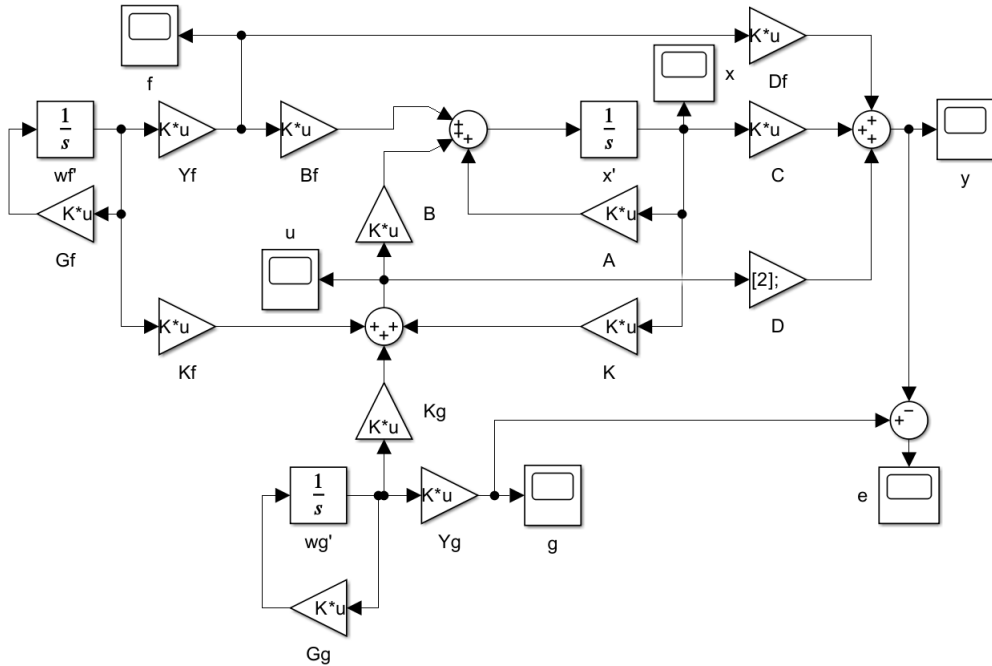 K*u
Df
f
x
1
s
wf'
K*u
Yf
K*u
Bf
+
+
+
1
s
x'
K*u
C
+
+
+
y
K*u
Gf
K*u
B
K*u
A
u
[2];
D
K*u
Kf
+
+
+
K*u
K
K*u
Kg
+
−
1
s
wg'
K*u
Yg
g
e
K*u
Gg